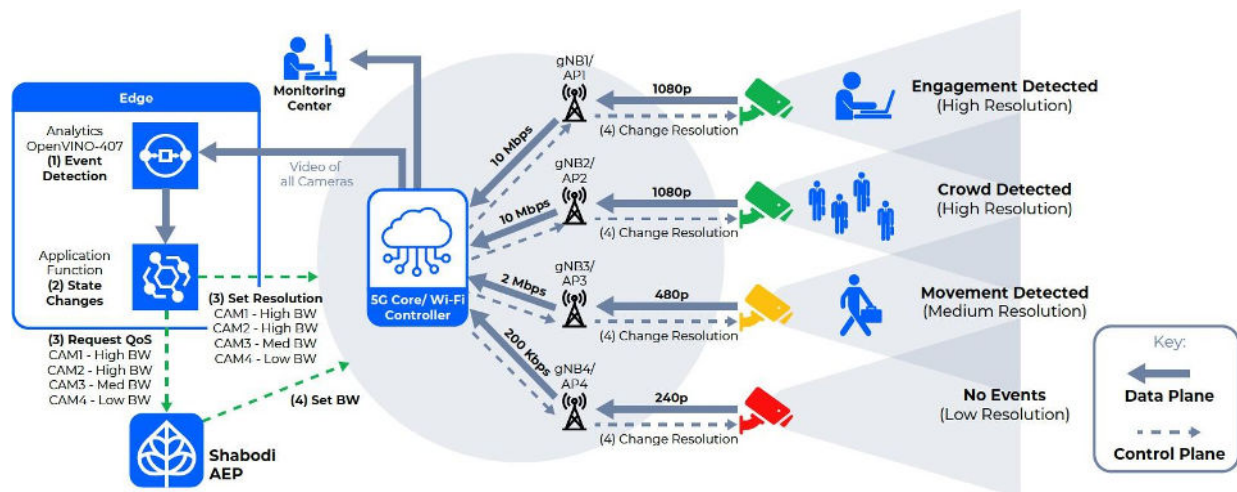 Monitoring
Center
Edge
Analytics
OpenVINO-407
(1) Event
Detection
Application
Function
(2) State
Changes
Video of
all Cameras
5G Core/ Wi-Fi
Controller
(3) Set Resolution
CAM1 - High BW
CAM2 - High BW
CAM3 - Med BW
CAM4 - Low BW
(3) Request QoS
CAM1 - High BW
CAM2 - High BW
CAM3 - Med BW
CAM4 - Low BW
(4) Set BW
Shabodi
AEP
gNB1/
AP1
10 Mbps
1080p
(4) Change Resolution
Engagement Detected
(High Resolution)
gNB2/
AP2
10 Mbps
1080p
(4) Change Resolution
Crowd Detected
(High Resolution)
gNB3/
AP3
2 Mbps
480p
(4) Change Resolution
Movement Detected
(Medium Resolution)
gNB4/
AP4
200 Kbps
240p
(4) Change Resolution
No Events
(Low Resolution)
Key:
Data Plane
Control Plane